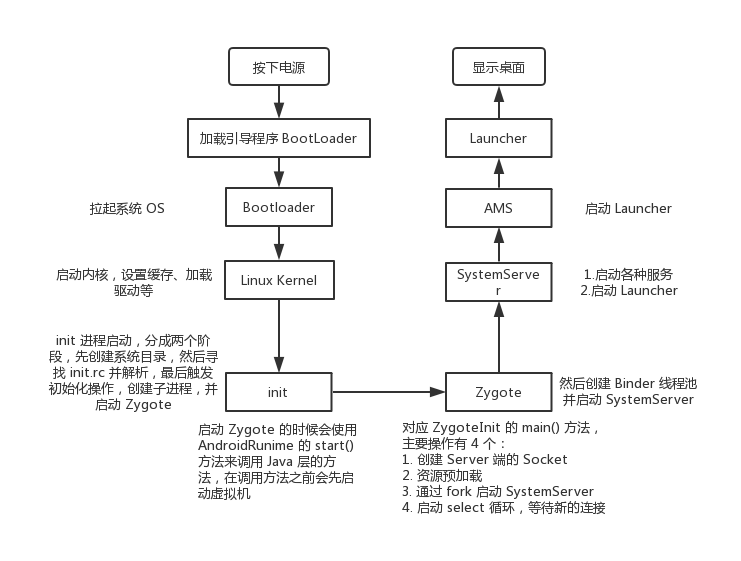 按下电源
显示桌面
加载引导程序 BootLoader
Launcher
拉起系统 OS
Bootloader
AMS
启动 Launcher
启动内核，设置缓存、加载
驱动等
Linux Kernel
SystemServe
r
1.启动各种服务
2.启动 Launcher
init 进程启动，分成两个阶
段，先创建系统目录，然后寻
找 init.rc 并解析，最后触发
初始化操作，创建子进程，并
启动 Zygote
init
Zygote
然后创建 Binder 线程池
并启动 SystemServer
启动 Zygote 的时候会使用
AndroidRunime 的 start()
方法来调用 Java 层的方
法，在调用方法之前会先启
动虚拟机
对应 ZygoteInit 的 main() 方法，
主要操作有 4 个：
1. 创建 Server 端的 Socket
2. 资源预加载
3. 通过 fork 启动 SystemServer
4. 启动 select 循环，等待新的连接